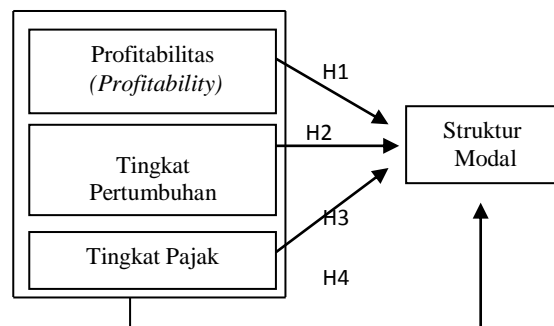 Profitabilitas
(Profitability)
H1
H2
Struktur
Modal
Tingkat
Pertumbuhan
H3
Tingkat Pajak
H4